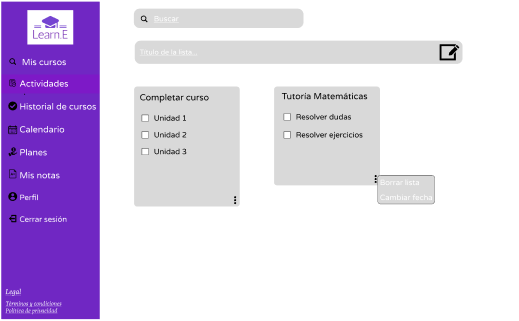 Learn.E
Mis cursos
Actividades
Historial de cursos
Calendario
Planes
Mis notas
Perfil
Cerrar sesión
Legal
Términos y condiciones
Política de privacidad
Buscar
Título de la lista...
Completar curso
Unidad 1
Unidad 2
Unidad 3
Tutoría Matemáticas
Resolver dudas
Resolver ejercicios
Borrar lista
Cambiar fecha